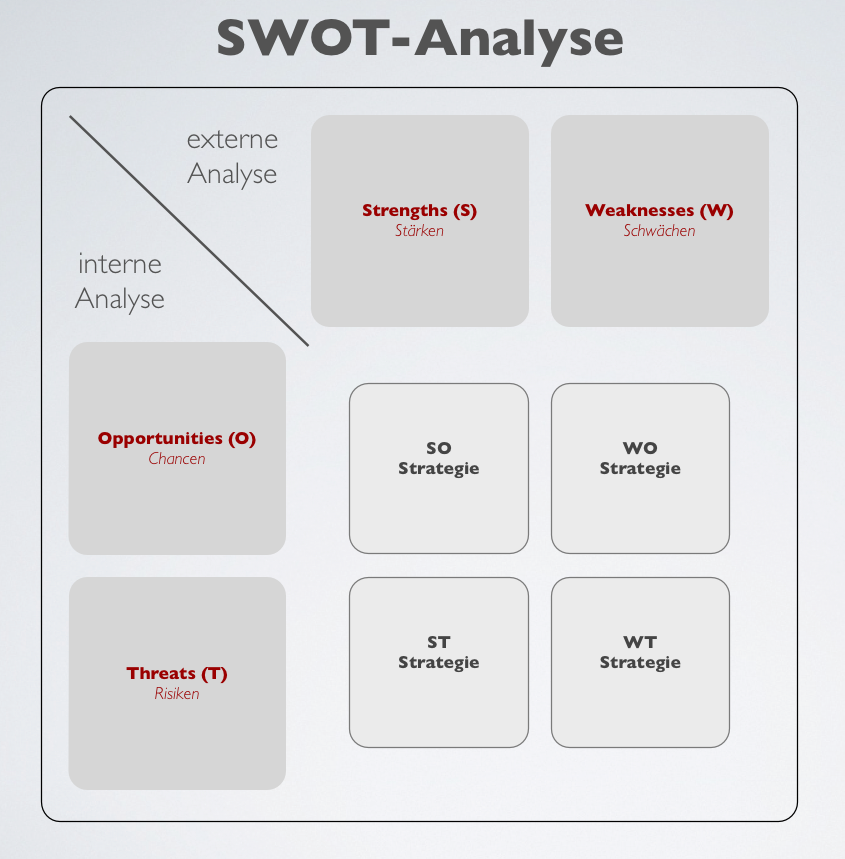 SWOT-Analyse
externe
Analyse
interne
Analyse
Strengths (S)
Stärken
Weaknesses (W)
Schwächen
Opportunities (O)
Chancen
SO
Strategie
WO
Strategie
Threats (T)
Risiken
ST
Strategie
WT
Strategie